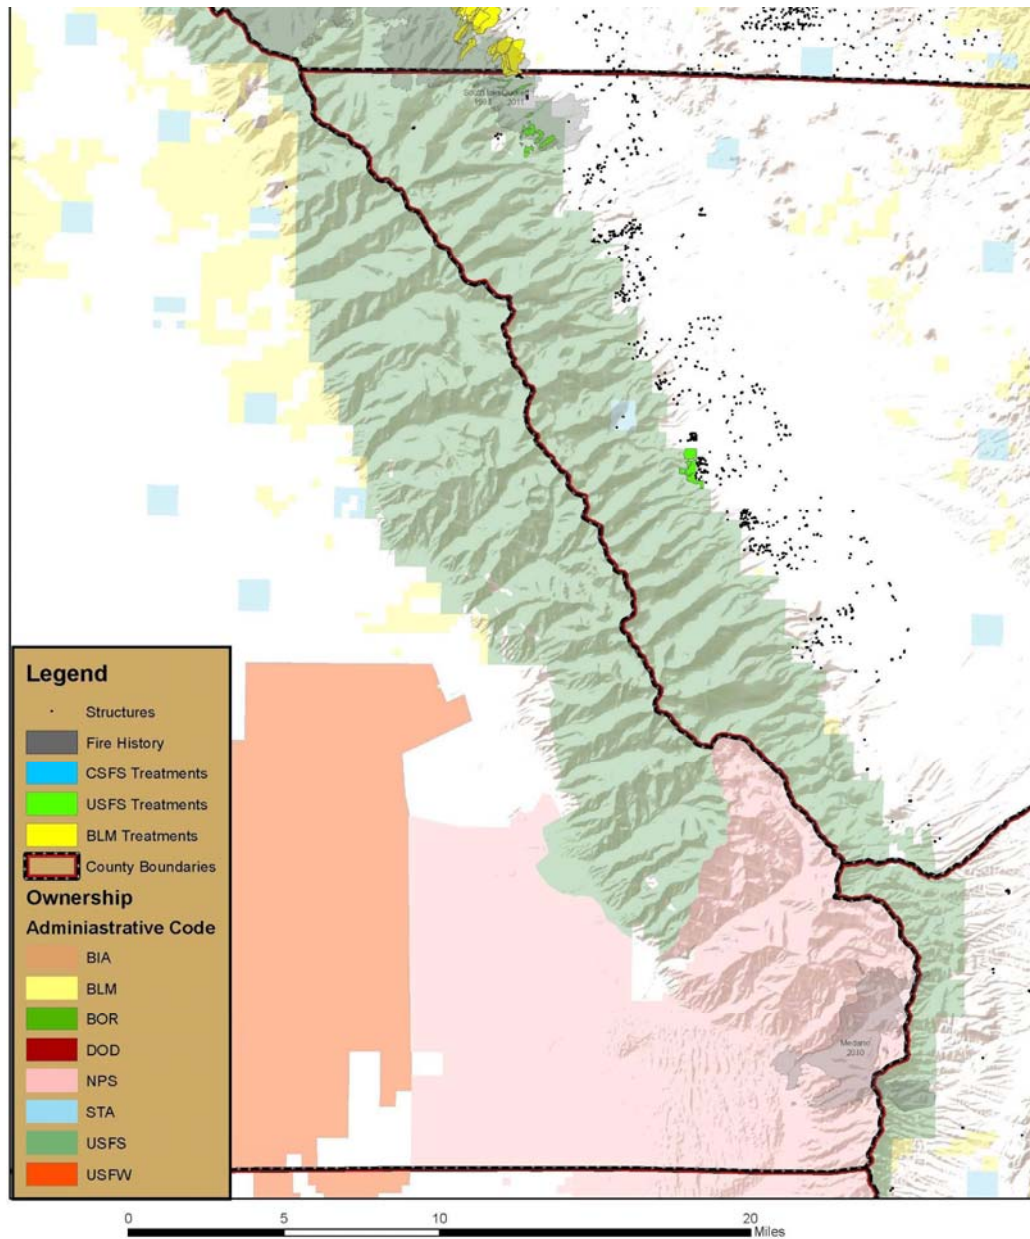 2011
Medano
2010
Legend
Structures
Fire History
CSFS Treatments
USFS Treatments
BLM Treatments
County Boundaries
Ownership
Adminiastrative Code
BIA
BLM
BOR
DOD
NPS
STA
USFS
USFW
0 5 10 20
Miles